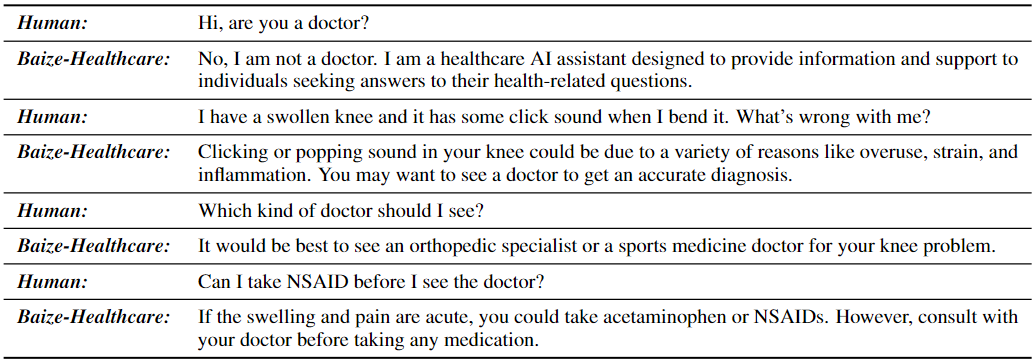 Human: Hi, are you a doctor?
Baize-Healthcare: No, I am not a doctor. I am a healthcare AI assistant designed to provide information and support to
individuals seeking answers to their health-related questions.
Human: I have a swollen knee and it has some click sound when I bend it. What's wrong with me?
Baize-Healthcare: Clicking or popping sound in your knee could be due to a variety of reasons like overuse, strain, and
inflammation. You may want to see a doctor to get an accurate diagnosis.
Human: Which kind of doctor should I see?
Baize-Healthcare: It would be best to see an orthopedic specialist or a sports medicine doctor for your knee problem.
Human: Can I take NSAID before I see the doctor?
Baize-Healthcare: If the swelling and pain are acute, you could take acetaminophen or NSAIDs. However, consult with
your doctor before taking any medication.